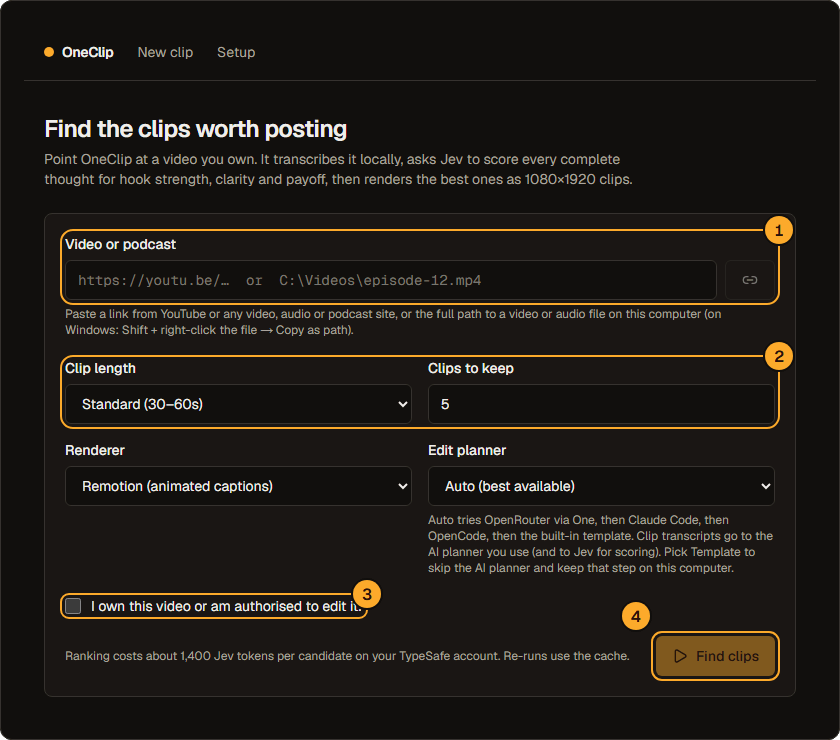 OneClip New clip Setup
Find the clips worth posting
Point OneClip at a video you own. It transcribes it locally, asks Jev to score every complete
thought for hook strength, clarity and payoff, then renders the best ones as 1080×1920 clips.
1
Video or podcast
https://youtu.be/… or C:\Videos\episode-12.mp4
Paste a link from YouTube or any video, audio or podcast site, or the full path to a video or audio file on this computer (on
Windows: Shift + right-click the file → Copy as path).
2
Clip length Clips to keep
Standard (30–60s) 5
Renderer Edit planner
Remotion (animated captions) Auto (best available)
Auto tries OpenRouter via One, then Claude Code, then
OpenCode, then the built-in template. Clip transcripts go to the
AI planner you use (and to Jev for scoring). Pick Template to
skip the AI planner and keep that step on this computer.
3
I own this video or am authorised to edit it.
4
Ranking costs about 1,400 Jev tokens per candidate on your TypeSafe account. Re-runs use the cache. Find clips